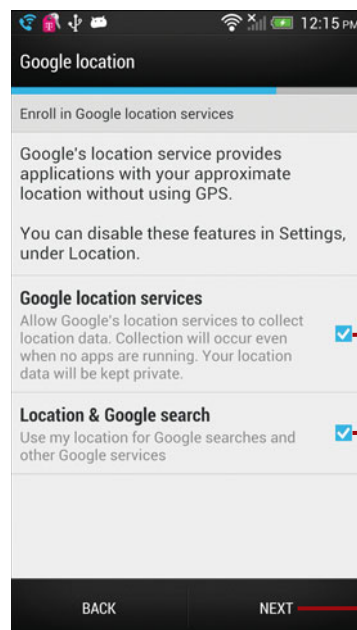 12:15 PM
Google location
Enroll in Google location services
Google's location service provides
applications with your approximate
location without using GPS.
You can disable these features in Settings,
under Location.
Google location services
Allow Google's location services to collect
location data. Collection will occur even
when no apps are running. Your location
data will be kept private.
Location & Google search
Use my location for Google searches and
other Google services
BACK NEXT